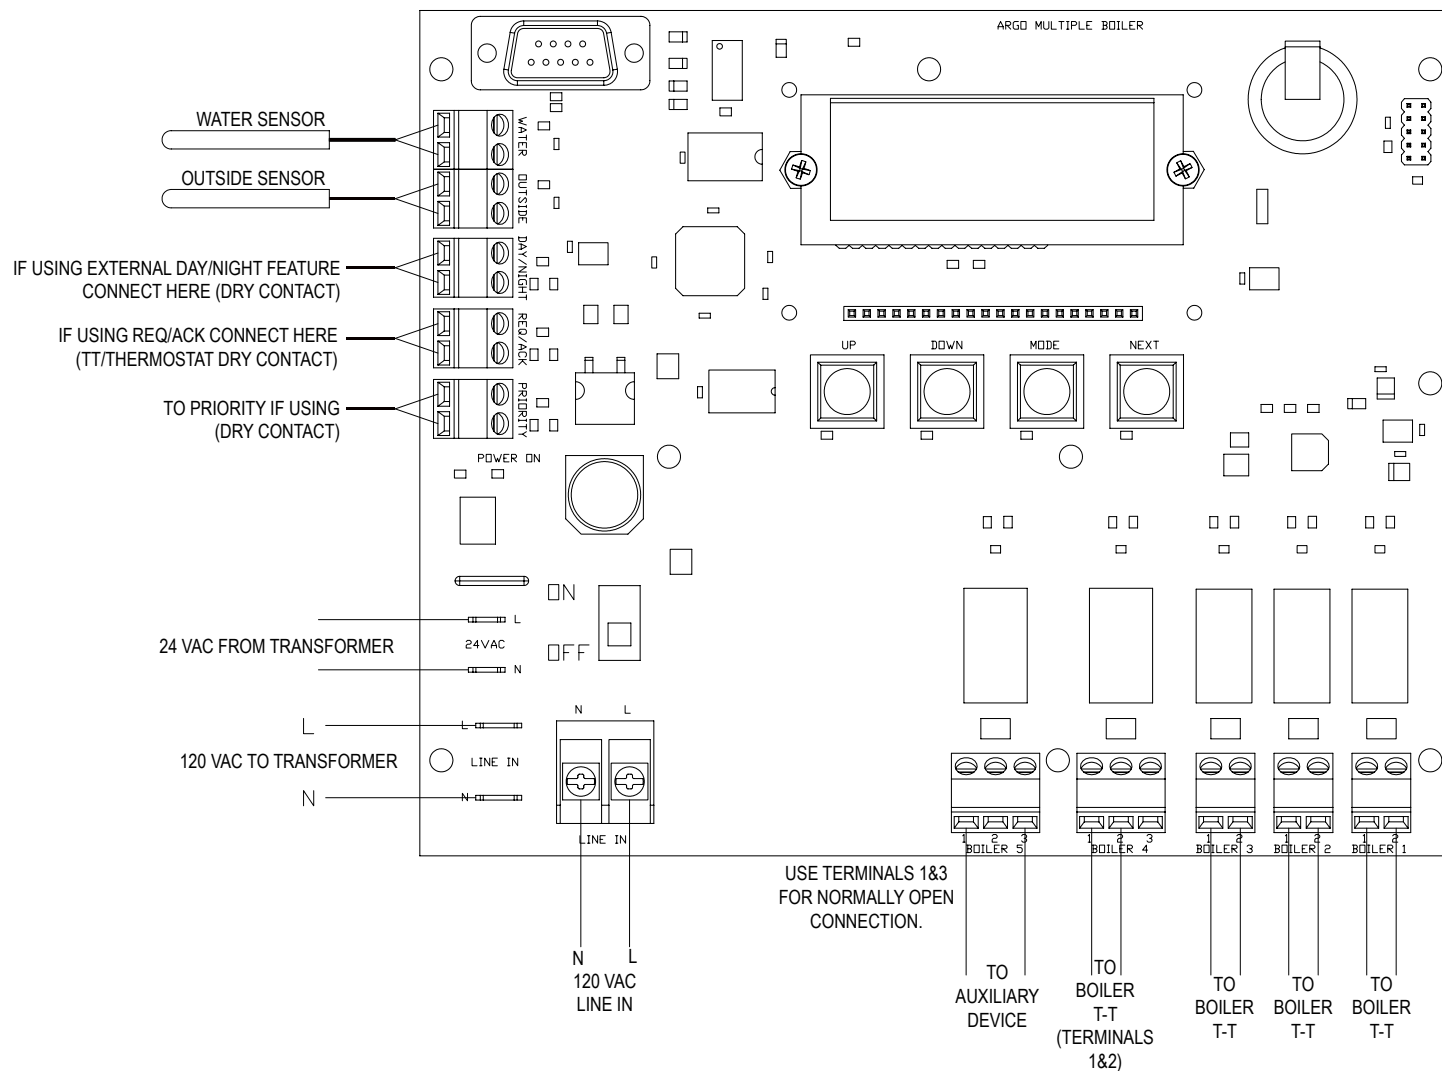 ARGO MULTIPLE BOILER
WATER SENSOR
WATER
OUTSIDE SENSOR
OUTSIDE
IF USING EXTERNAL DAY/NIGHT FEATURE
CONNECT HERE (DRY CONTACT)
DAY/NIGHT
IF USING REQ/ACK CONNECT HERE
(TT/THERMOSTAT DRY CONTACT)
REQ/ACK
UP DOWN MODE NEXT
TO PRIORITY IF USING
(DRY CONTACT)
PRIORITY
POWER ON
ON
L
24 VAC FROM TRANSFORMER
24VAC
OFF
N
N L
L L
120 VAC TO TRANSFORMER
LINE IN
N N
LINE IN
1 2 3 1 2 3 1 2 1 2 1 2
BOILER 5 BOILER 4 BOILER 3 BOILER 2 BOILER 1
USE TERMINALS 1&3
FOR NORMALLY OPEN
CONNECTION.
N L
120 VAC
LINE IN
TO
AUXILIARY
DEVICE
TO
BOILER
T-T
(TERMINALS
1&2)
TO
BOILER
T-T
TO
BOILER
T-T
TO
BOILER
T-T